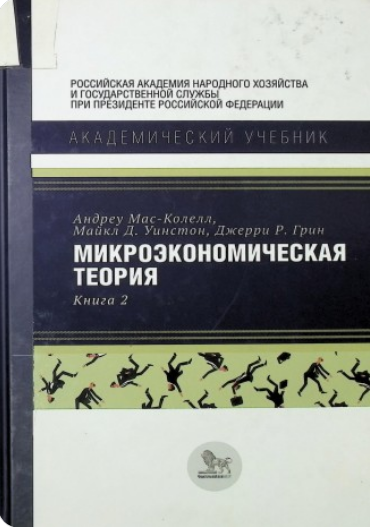 РОССИЙСКАЯ АКАДЕМИЯ НАРОДНОГО ХОЗЯЙСТВА
И ГОСУДАРСТВЕННОЙ СЛУЖБЫ
ПРИ ПРЕЗИДЕНТЕ РОССИЙСКОЙ ФЕДЕРАЦИИ
АКАДЕМИЧЕСКИЙ УЧЕБНИК
Андреу Мас-Колелл,
Майкл Д. Уинстон, Джерри Р. Грин
МИКРОЭКОНОМИЧЕСКАЯ
ТЕОРИЯ
Книга 2